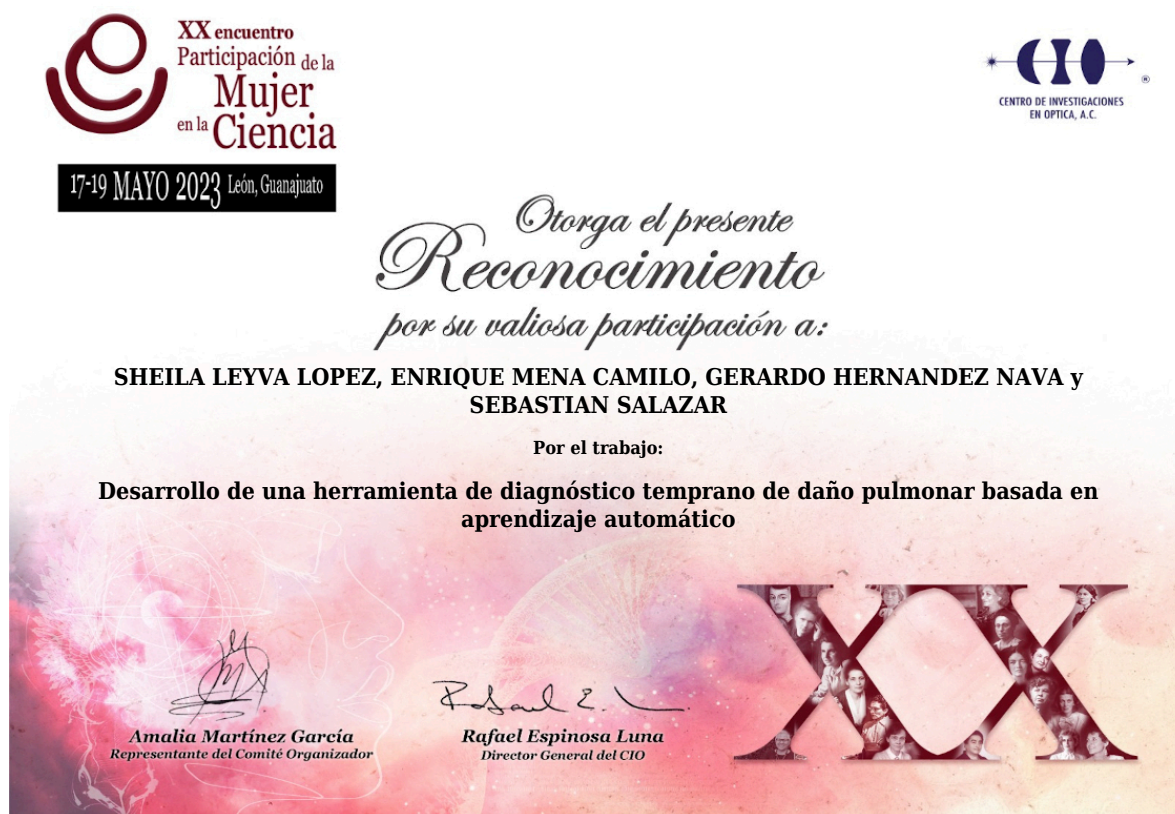 XX encuentro
Participación de la
Mujer
en la Ciencia
17-19 MAYO 2023 León, Guanajuato
CIO
®
CENTRO DE INVESTIGACIONES
EN OPTICA, A.C.
Otorga el presente
Reconocimiento
por su valiosa participación a:
SHEILA LEYVA LOPEZ, ENRIQUE MENA CAMILO, GERARDO HERNANDEZ NAVA y
SEBASTIAN SALAZAR
Por el trabajo:
Desarrollo de una herramienta de diagnóstico temprano de daño pulmonar basada en
aprendizaje automático
Rafael E. L
Amalia Martínez García
Representante del Comité Organizador
Rafael Espinosa Luna
Director General del CIO
XX